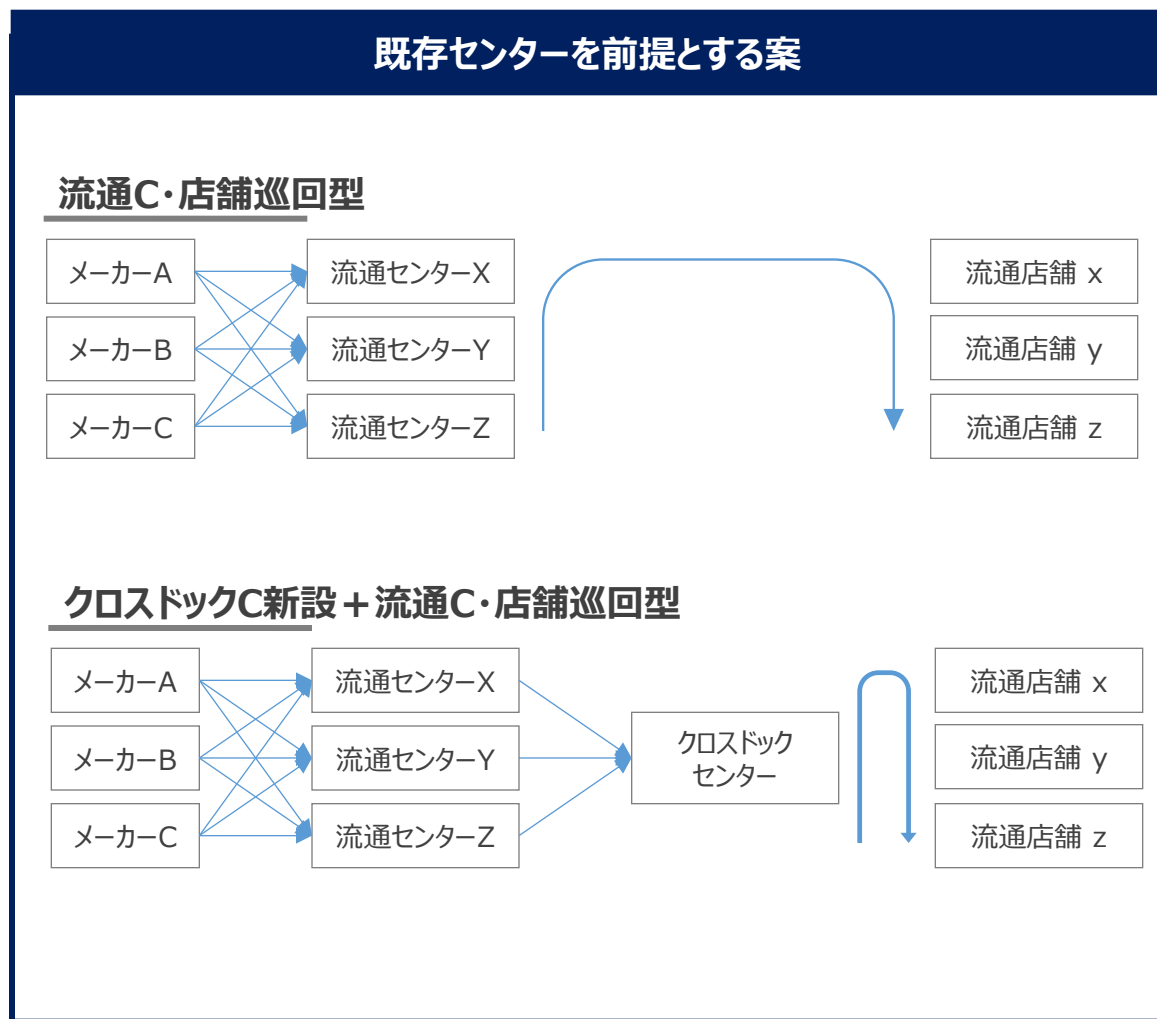 既存センターを前提とする案
流通C・店舗巡回型
メーカーA
流通センターX
流通店舗 x
メーカーB
流通センターY
流通店舗 y
メーカーC
流通センターZ
流通店舗 z
クロスドックC新設＋流通C・店舗巡回型
メーカーA
流通センターX
流通店舗 x
メーカーB
流通センターY
クロスドック
センター
流通店舗 y
メーカーC
流通センターZ
流通店舗 z